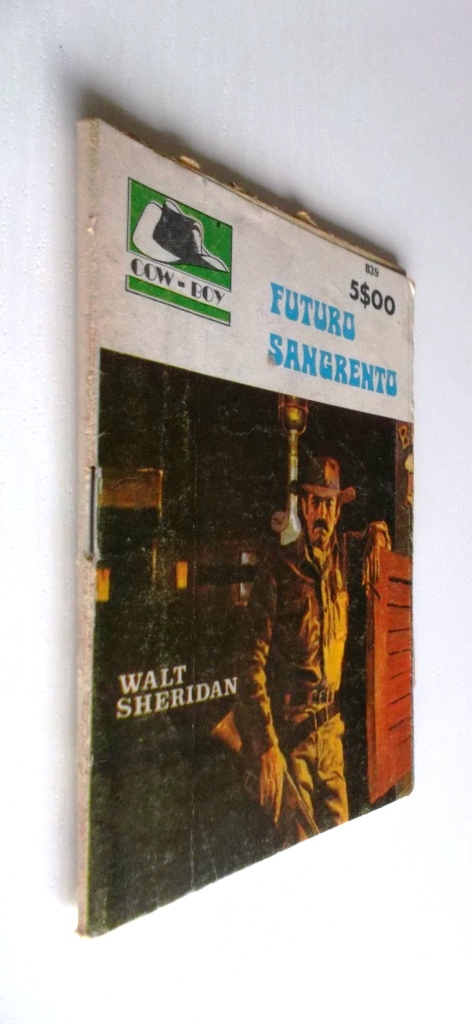 COW-BOY
839
5$00
FUTURO
SANGRENTO
WALT
SHERIDAN